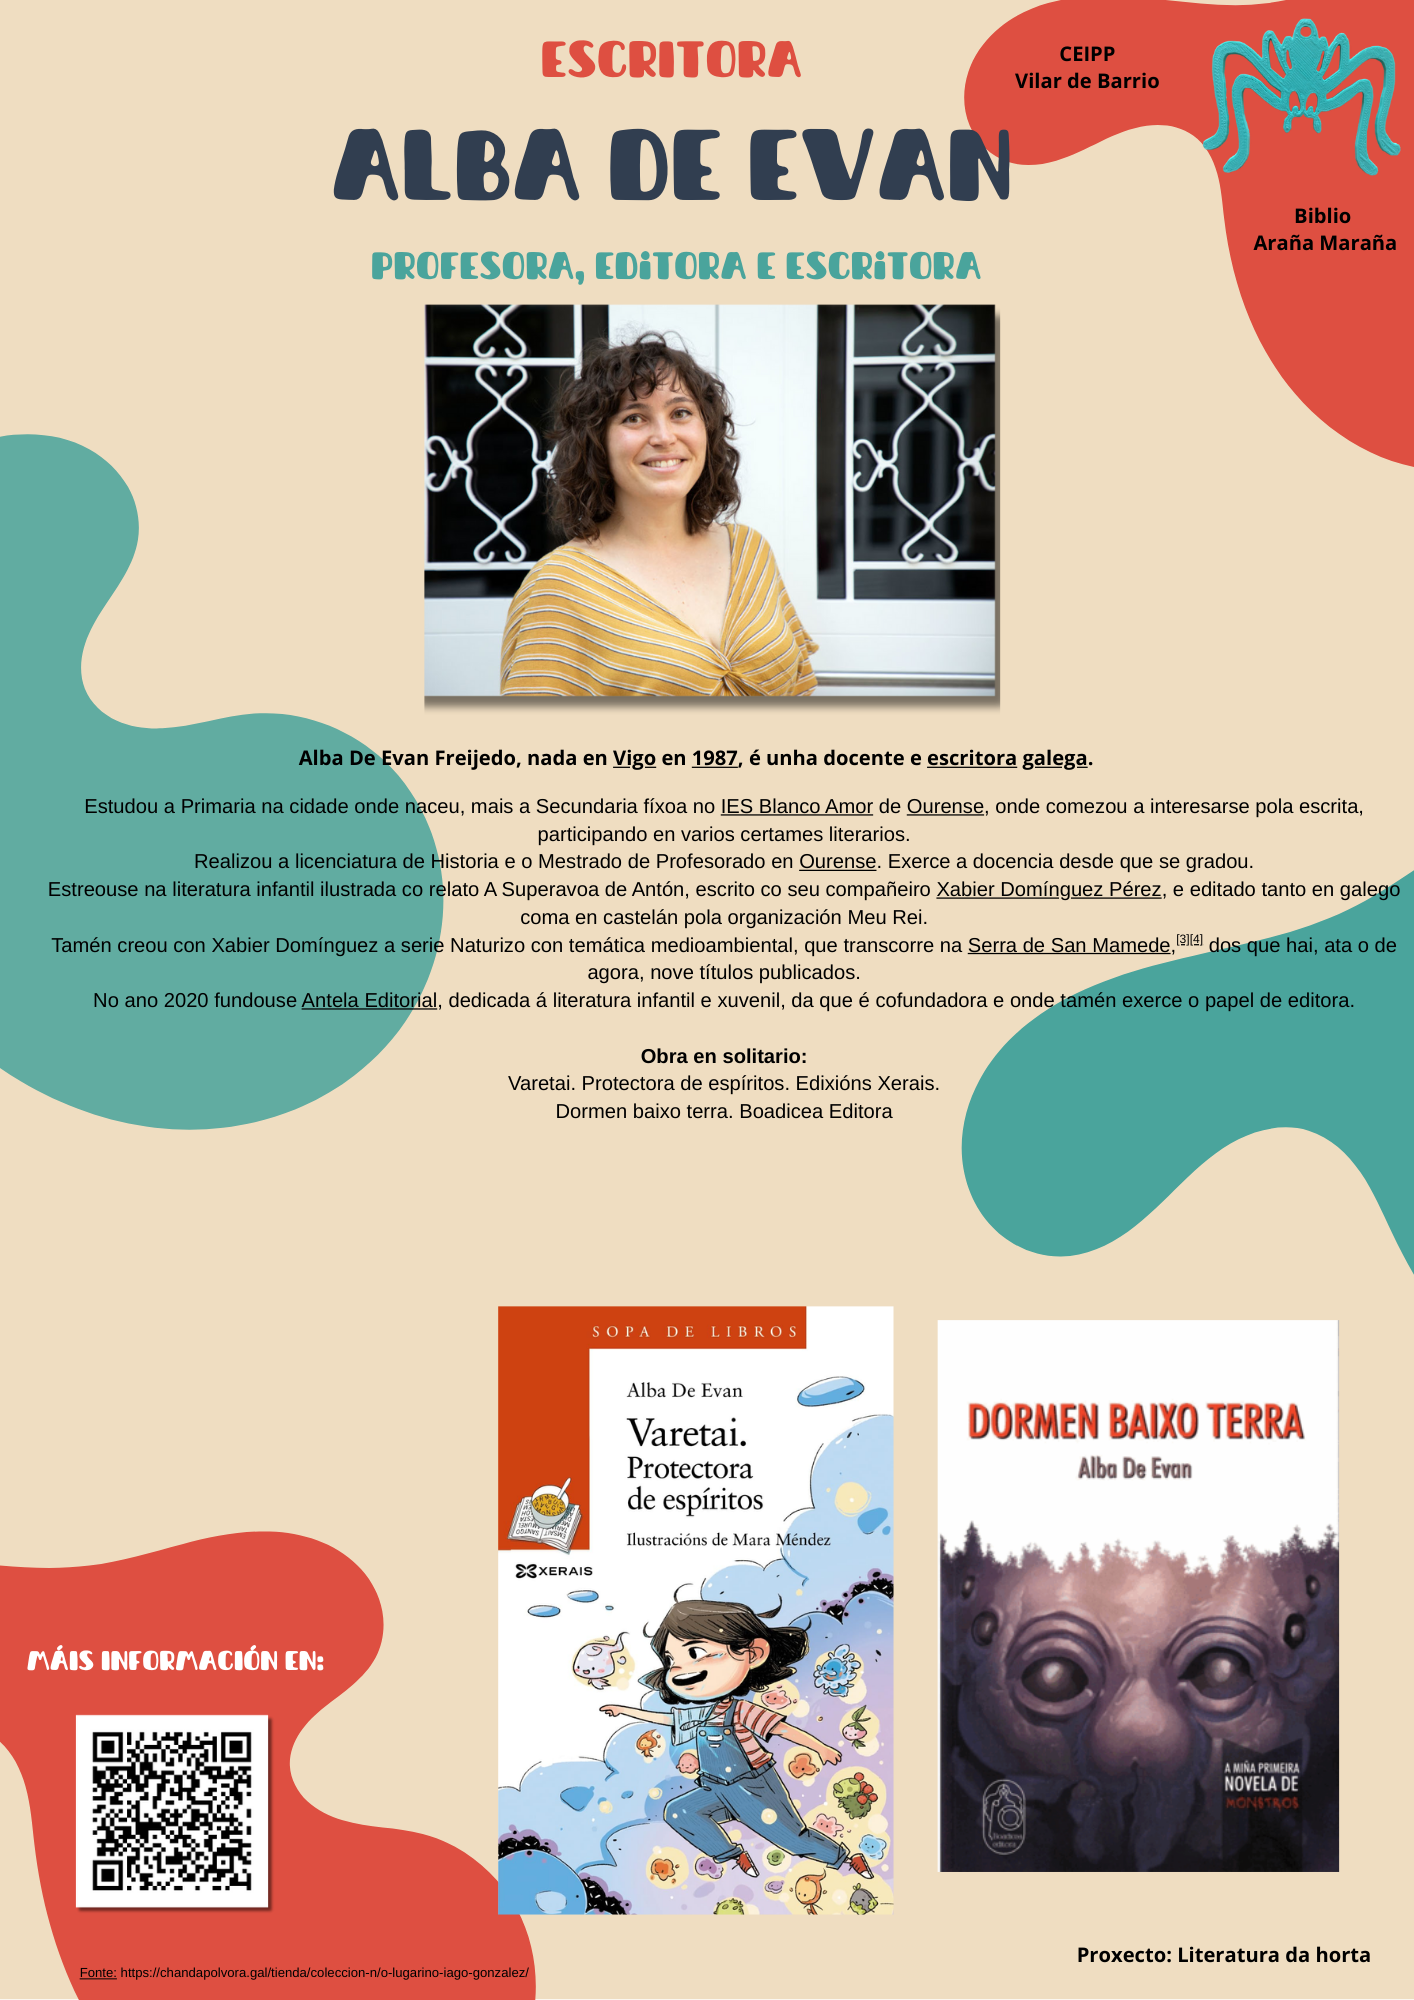 ESCRITORA
CEIPP
Vilar de Barrio
ALBA DE EVAN
Biblio
Araña Maraña
PROFESORA, EDITORA E ESCRITORA
Alba De Evan Freijedo, nada en Vigo en 1987, é unha docente e escritora galega.
Estudou a Primaria na cidade onde naceu, mais a Secundaria fíxoa no IES Blanco Amor de Ourense, onde comezou a interesarse pola escrita,
participando en varios certames literarios.
Realizou a licenciatura de Historia e o Mestrado de Profesorado en Ourense. Exerce a docencia desde que se gradou.
Estreouse na literatura infantil ilustrada co relato A Superavoa de Antón, escrito co seu compañeiro Xabier Domínguez Pérez, e editado tanto en galego
coma en castelán pola organización Meu Rei.
Tamén creou con Xabier Domínguez a serie Naturizo con temática medioambiental, que transcorre na Serra de San Mamede,[3][4] dos que hai, ata o de
agora, nove títulos publicados.
No ano 2020 fundouse Antela Editorial, dedicada á literatura infantil e xuvenil, da que é cofundadora e onde tamén exerce o papel de editora.
Obra en solitario:
Varetai. Protectora de espíritos. Edixións Xerais.
Dormen baixo terra. Boadicea Editora
SOPA DE LIBROS
Alba De Evan
Varetai.
Protectora
de espíritos
Ilustracións de Mara Méndez
XERAIS
DORMEN BAIXO TERRA
Alba De Evan
A MIÑA PRIMEIRA
NOVELA DE
MONSTROS
Boadicea
editora
MÁIS INFORMACIÓN EN:
Fonte: https://chandapolvora.gal/tienda/coleccion-n/o-lugarino-iago-gonzalez/
Proxecto: Literatura da horta